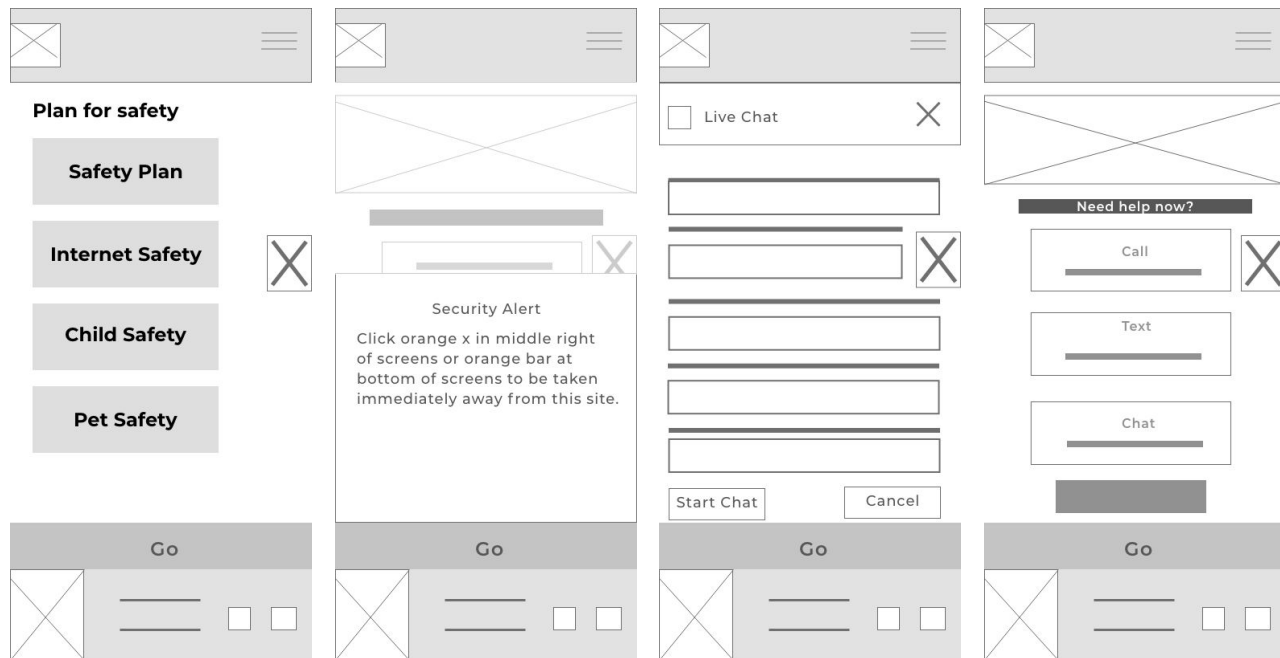 Plan for safety
Safety Plan
Internet Safety
Child Safety
Pet Safety
Go
Security Alert
Click orange x in middle right
of screens or orange bar at
bottom of screens to be taken
immediately away from this site.
Go
Live Chat
Start Chat
Cancel
Go
Need help now?
Call
Text
Chat
Go